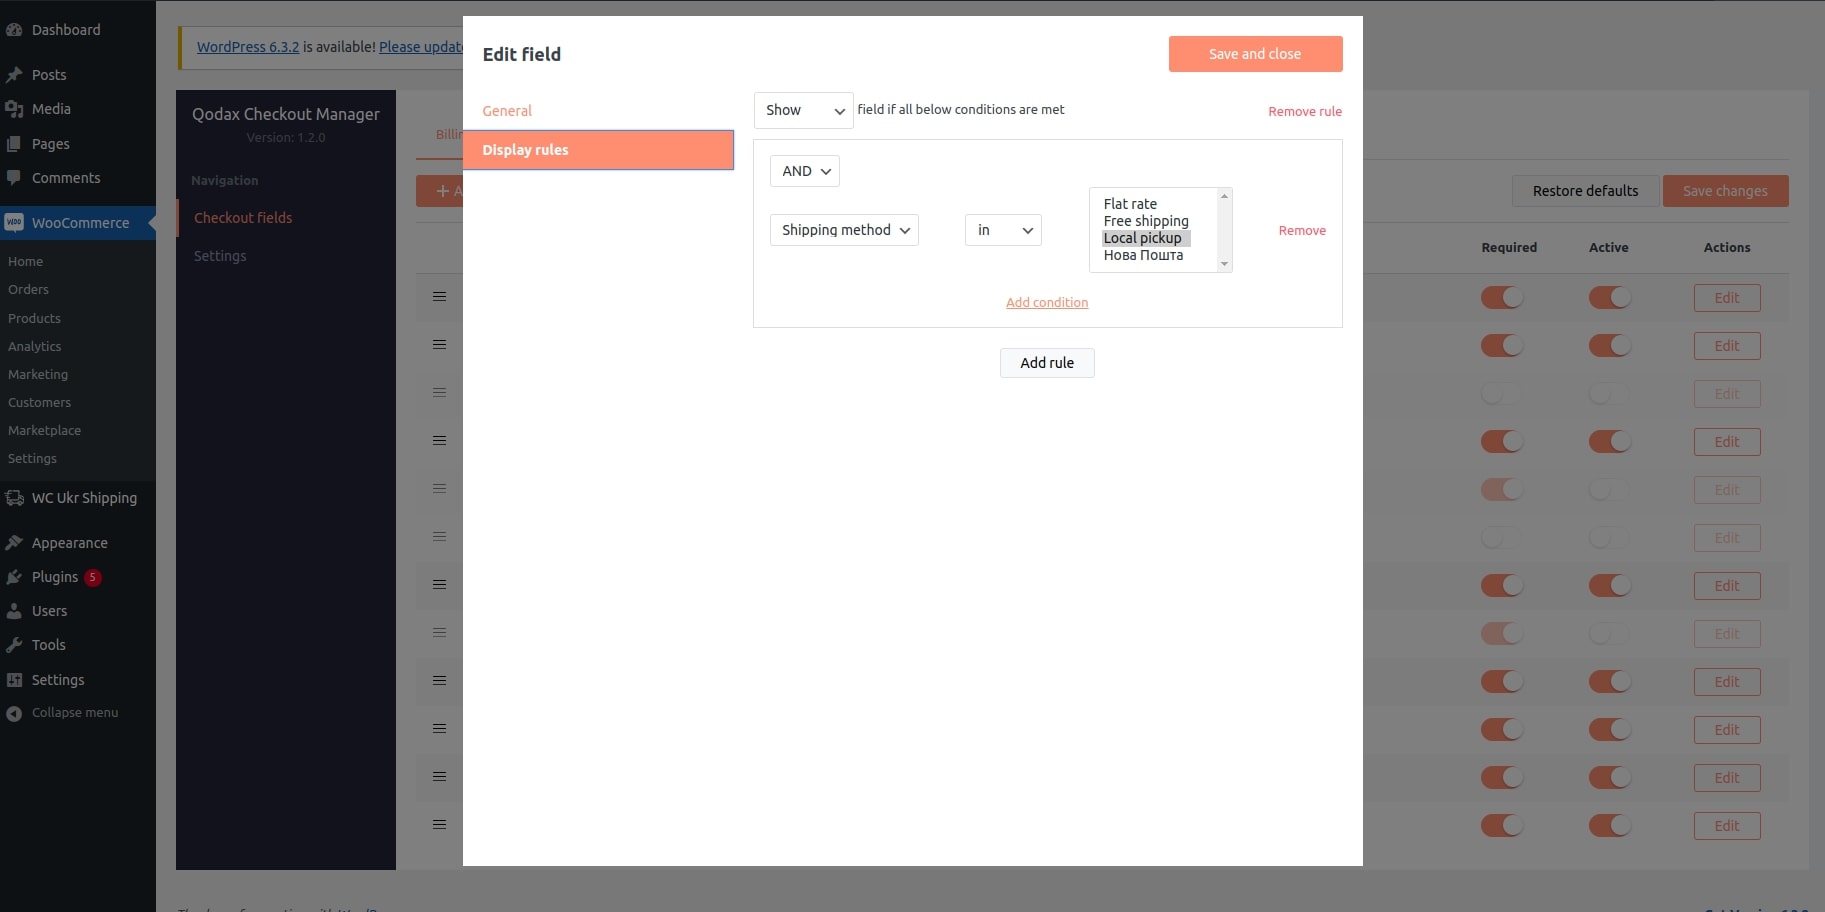 Dashboard
Posts
Media
Pages
Comments
WooCommerce
Home
Orders
Products
Analytics
Marketing
Customers
Marketplace
Settings
WC Ukr Shipping
Appearance
Plugins 5
Users
Tools
Settings
Collapse menu
WordPress 6.3.2 is available! Please
Qodax Checkout Manager
Version: 1.2.0
Navigation
Checkout fields
Settings
Edit field
Save and close
General
Display rules
Show field if all below conditions are met
Remove rule
AND
Shipping method
in
Flat rate
Free shipping
Local pickup
Нова Пошта
Remove
Add condition
Add rule
Restore defaults
Save changes
Required Active Actions
Edit
Edit
Edit
Edit
Edit
Edit
Edit
Edit
Edit
Edit
Edit
Edit